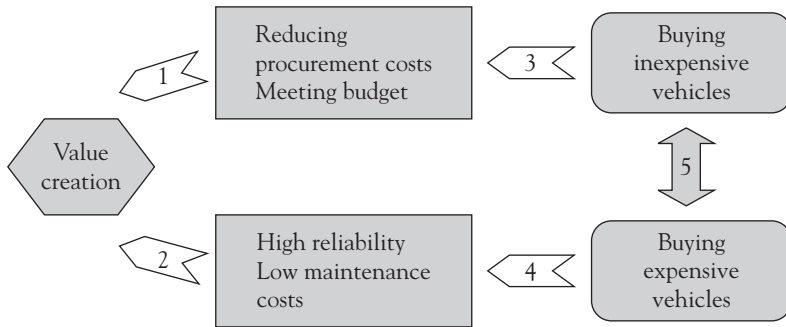 1
Reducing
procurement costs
Meeting budget
3
Buying
inexpensive
vehicles
Value
creation
5
2
High reliability
Low maintenance
costs
4
Buying
expensive
vehicles